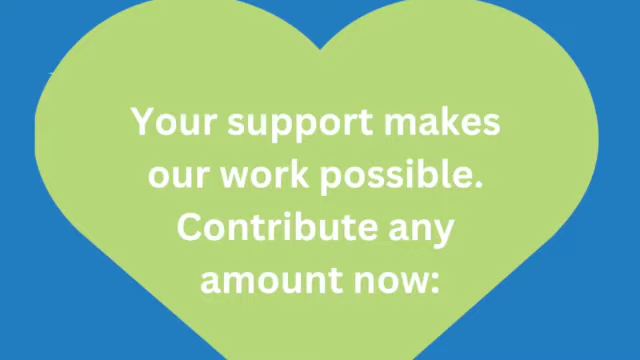 Your support makes
our work possible.
Contribute any
amount now: